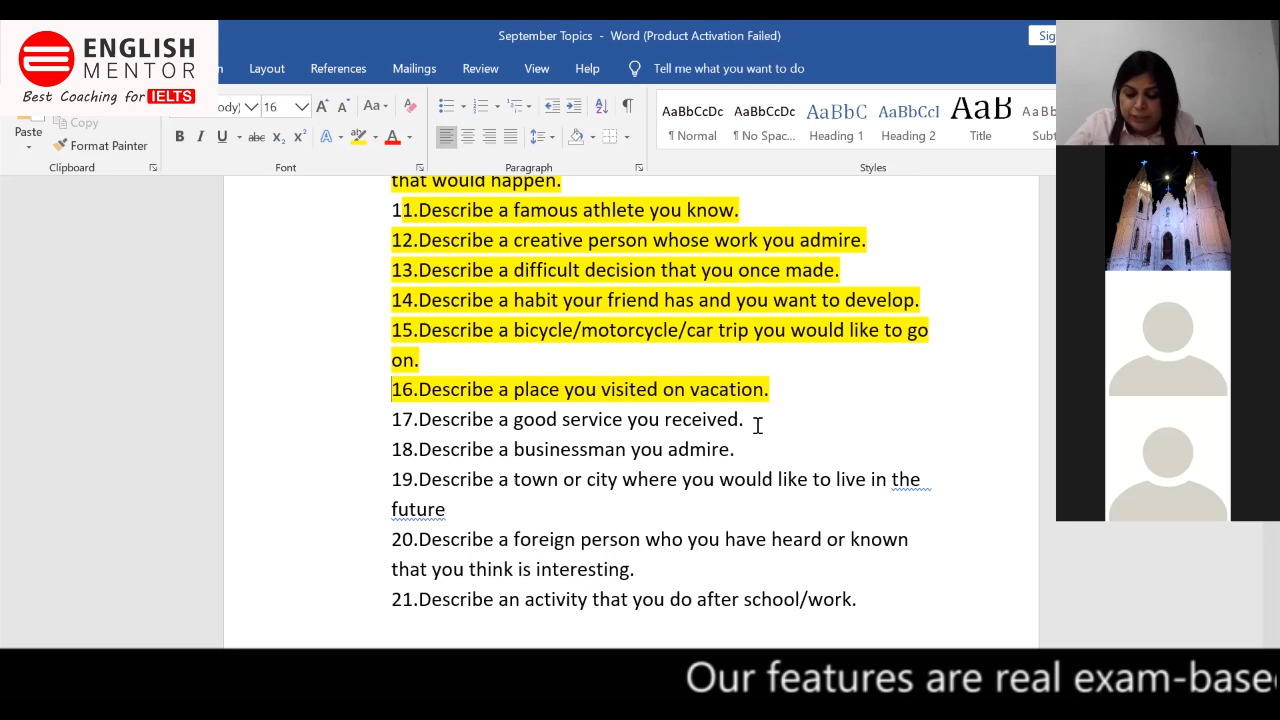 ENGLISH
MENTOR
Best Coaching for IELTS
September Topics - Word (Product Activation Failed)
Layout References Mailings Review View Help Tell me what you want to do
16 Aa
Paste
Copy
Format Painter
B I U abc X₂ X² A A
AaBbCcDc AaBbCcDc AaBbC AaBbCcI AaB
¶ Normal ¶ No Spac... Heading 1 Heading 2 Title
Clipboard Font Paragraph Styles
that would happen.
11.Describe a famous athlete you know.
12.Describe a creative person whose work you admire.
13.Describe a difficult decision that you once made.
14.Describe a habit your friend has and you want to develop.
15.Describe a bicycle/motorcycle/car trip you would like to go
on.
16.Describe a place you visited on vacation.
17.Describe a good service you received.
18.Describe a businessman you admire.
19.Describe a town or city where you would like to live in the
future
20.Describe a foreign person who you have heard or known
that you think is interesting.
21.Describe an activity that you do after school/work.
Our features are real exam-base